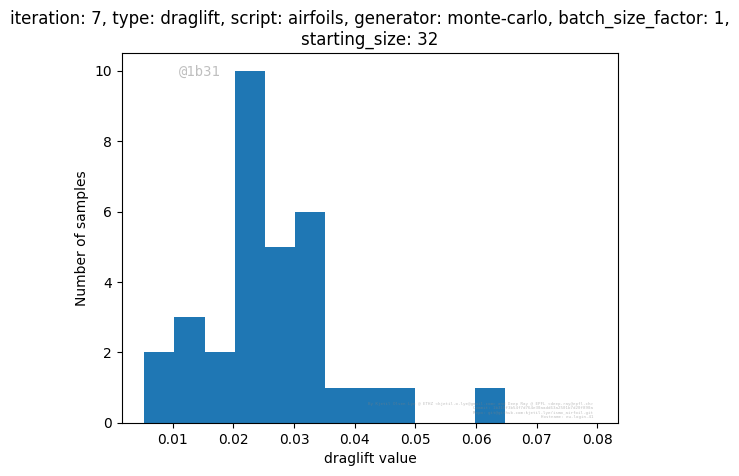 iteration: 7, type: draglift, script: airfoils, generator: monte-carlo, batch_size_factor: 1,
starting_size: 32
@1b31
10
8
6
4
2
0
Number of samples
0.01 0.02 0.03 0.04 0.05 0.06 0.07 0.08
draglift value